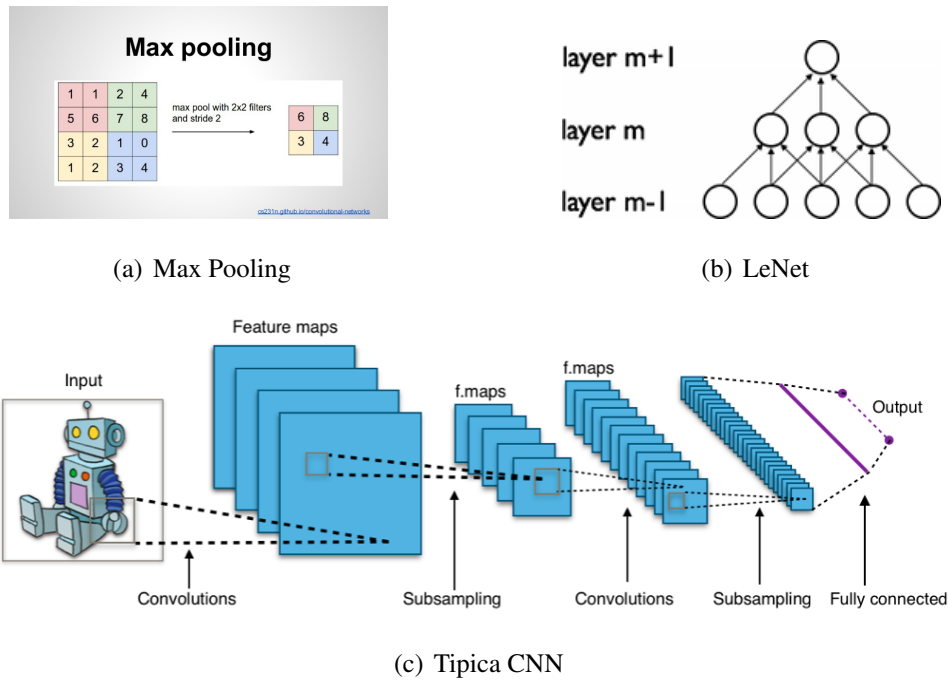 Max pooling
1 1 2 4
5 6 7 8
3 2 1 0
1 2 3 4
max pool with 2x2 filters
and stride 2
6 8
3 4
cs231n.github.io/convolutional-networks
(a) Max Pooling
layer m+1
layer m
layer m-1
(b) LeNet
Input
Feature maps
f.maps
f.maps
Output
Convolutions
Subsampling
Convolutions
Subsampling
Fully connected
(c) Tipica CNN